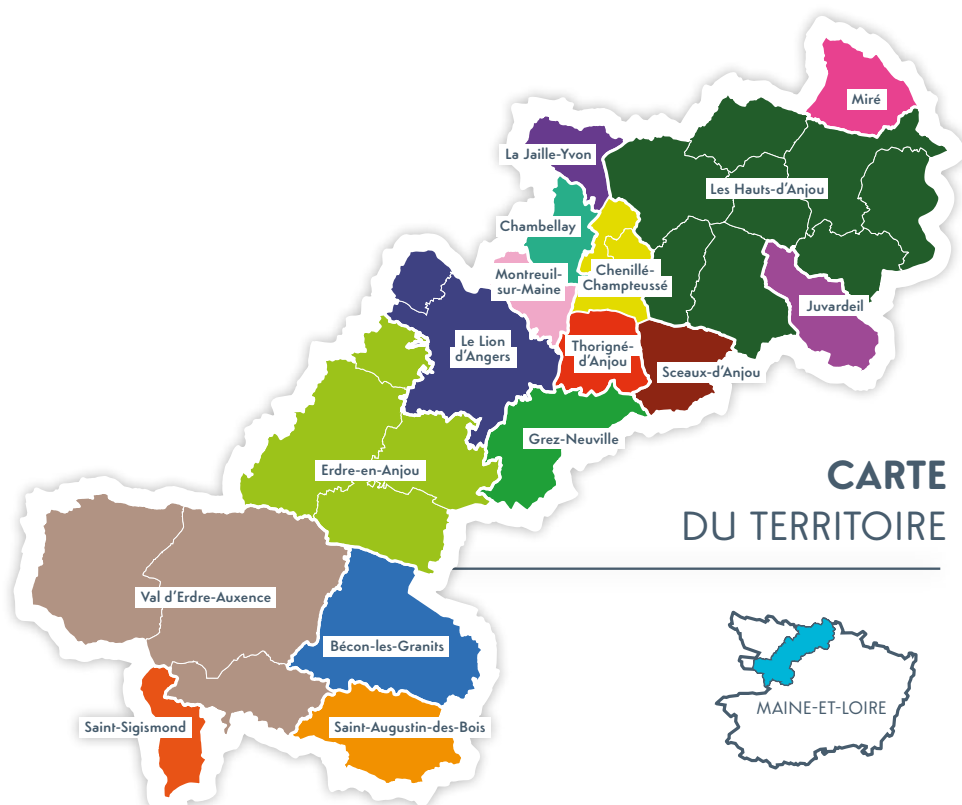 Miré
La Jaille-Yvon
Les Hauts-d'Anjou
Chambellay
Montreuil-
sur-Maine
Chenillé-
Champteussé
Juvardeil
Le Lion
d'Angers
Thorigné-
d'Anjou
Sceaux-d'Anjou
Grez-Neuville
Erdre-en-Anjou
CARTE
DU TERRITOIRE
Val d'Erdre-Auxence
Bécon-les-Granits
MAINE-ET-LOIRE
Saint-Sigismond
Saint-Augustin-des-Bois